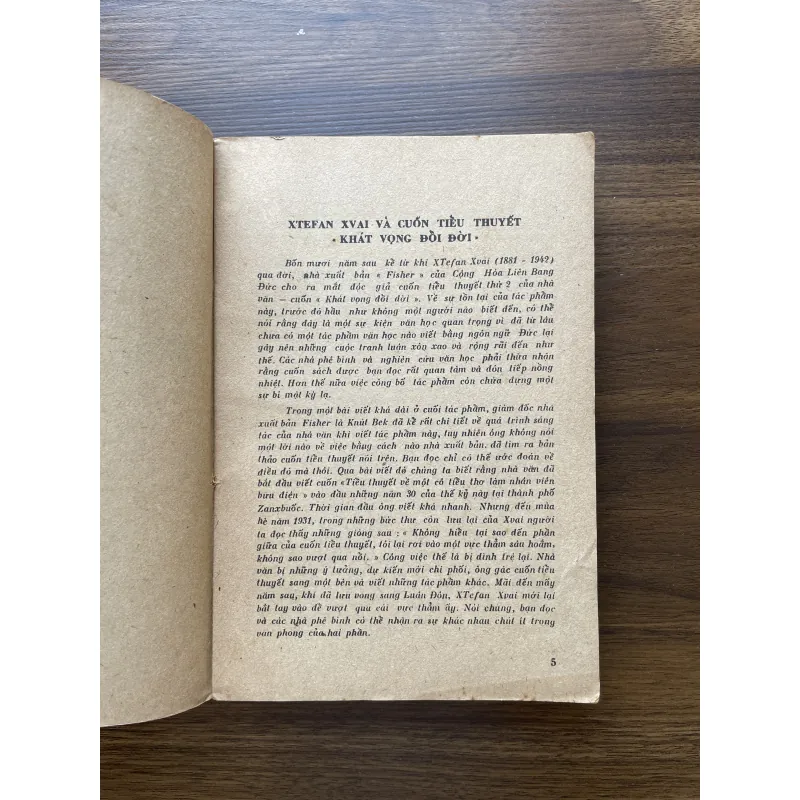 XTEFAN XVAI VÀ CUỐN TIỂU THUYẾT
• KHÁT VỌNG ĐỔI ĐỜI •
Bốn mươi năm sau kể từ khi XTefan Xvai (1881 - 1942)
qua đời, nhà xuất bản « Fisher » của Cộng Hòa Liên Bang
Đức cho ra mắt độc giả cuốn tiểu thuyết thứ 2 của nhà
văn — cuốn « Khát vọng đổi đời ». Về sự tồn tại của tác phẩm
này, trước đó hầu như không một người nào biết đến, có thể
nói rằng đây là một sự kiện văn học quan trọng vì đã từ lâu
chưa có một tác phẩm văn học nào viết bằng ngôn ngữ Đức lại
gây nên những cuộc tranh luận xôn xao và rộng rãi đến như
thế. Các nhà phê bình và nghiên cứu văn học phải thừa nhận
rằng cuốn sách được bạn đọc rất quan tâm và đón tiếp nồng
nhiệt. Hơn thế nữa việc công bố tác phẩm còn chứa đựng một
sự bí mật kỳ lạ.
Trong một bài viết khá dài ở cuối tác phẩm, giám đốc nhà
xuất bản Fisher là Knút Bek đã kể rất chi tiết về quá trình sáng
tác của nhà văn khi viết tác phẩm này, tuy nhiên ông không nói
một lời nào về việc bằng cách nào nhà xuất bản. đã tìm ra bản
thảo cuốn tiểu thuyết nói trên. Bạn đọc chỉ có thể ước đoán về
điều đó mà thôi. Qua bài viết đó chúng ta biết rằng nhà văn đã
bắt đầu viết cuốn «Tiểu thuyết về một cô tiểu thơ làm nhân viên
bưu điện » vào đầu những năm 30 của thế kỷ này tại thành phố
Zanxbuốc. Thời gian đầu ông viết khá nhanh. Nhưng đến mùa
hè năm 1931, trong những bức thư còn lưu lại của Xvai người
ta đọc thấy những giòng sau : « Không hiểu tại sao đến phần
giữa của cuốn tiểu thuyết, tôi lại rơi vào một vực thẳm sâu hoắm,
không sao vượt qua nổi. » Công việc thế là bị đình trệ lại. Nhà
văn bị những ý tưởng, dự kiến mới chi phối, ông gác cuốn tiểu
thuyết sang một bên và viết những tác phẩm khác. Mãi đến mấy
năm sau, khi đã lưu vong sang Luân Đôn, XTefan Xvai mới lại
bắt tay vào để vượt qua cái vực thẳm ấy. Nói chung, bạn đọc
và các nhà phê bình có thể nhận ra sự khác nhau chút ít trong
văn phong của hai phần.
5